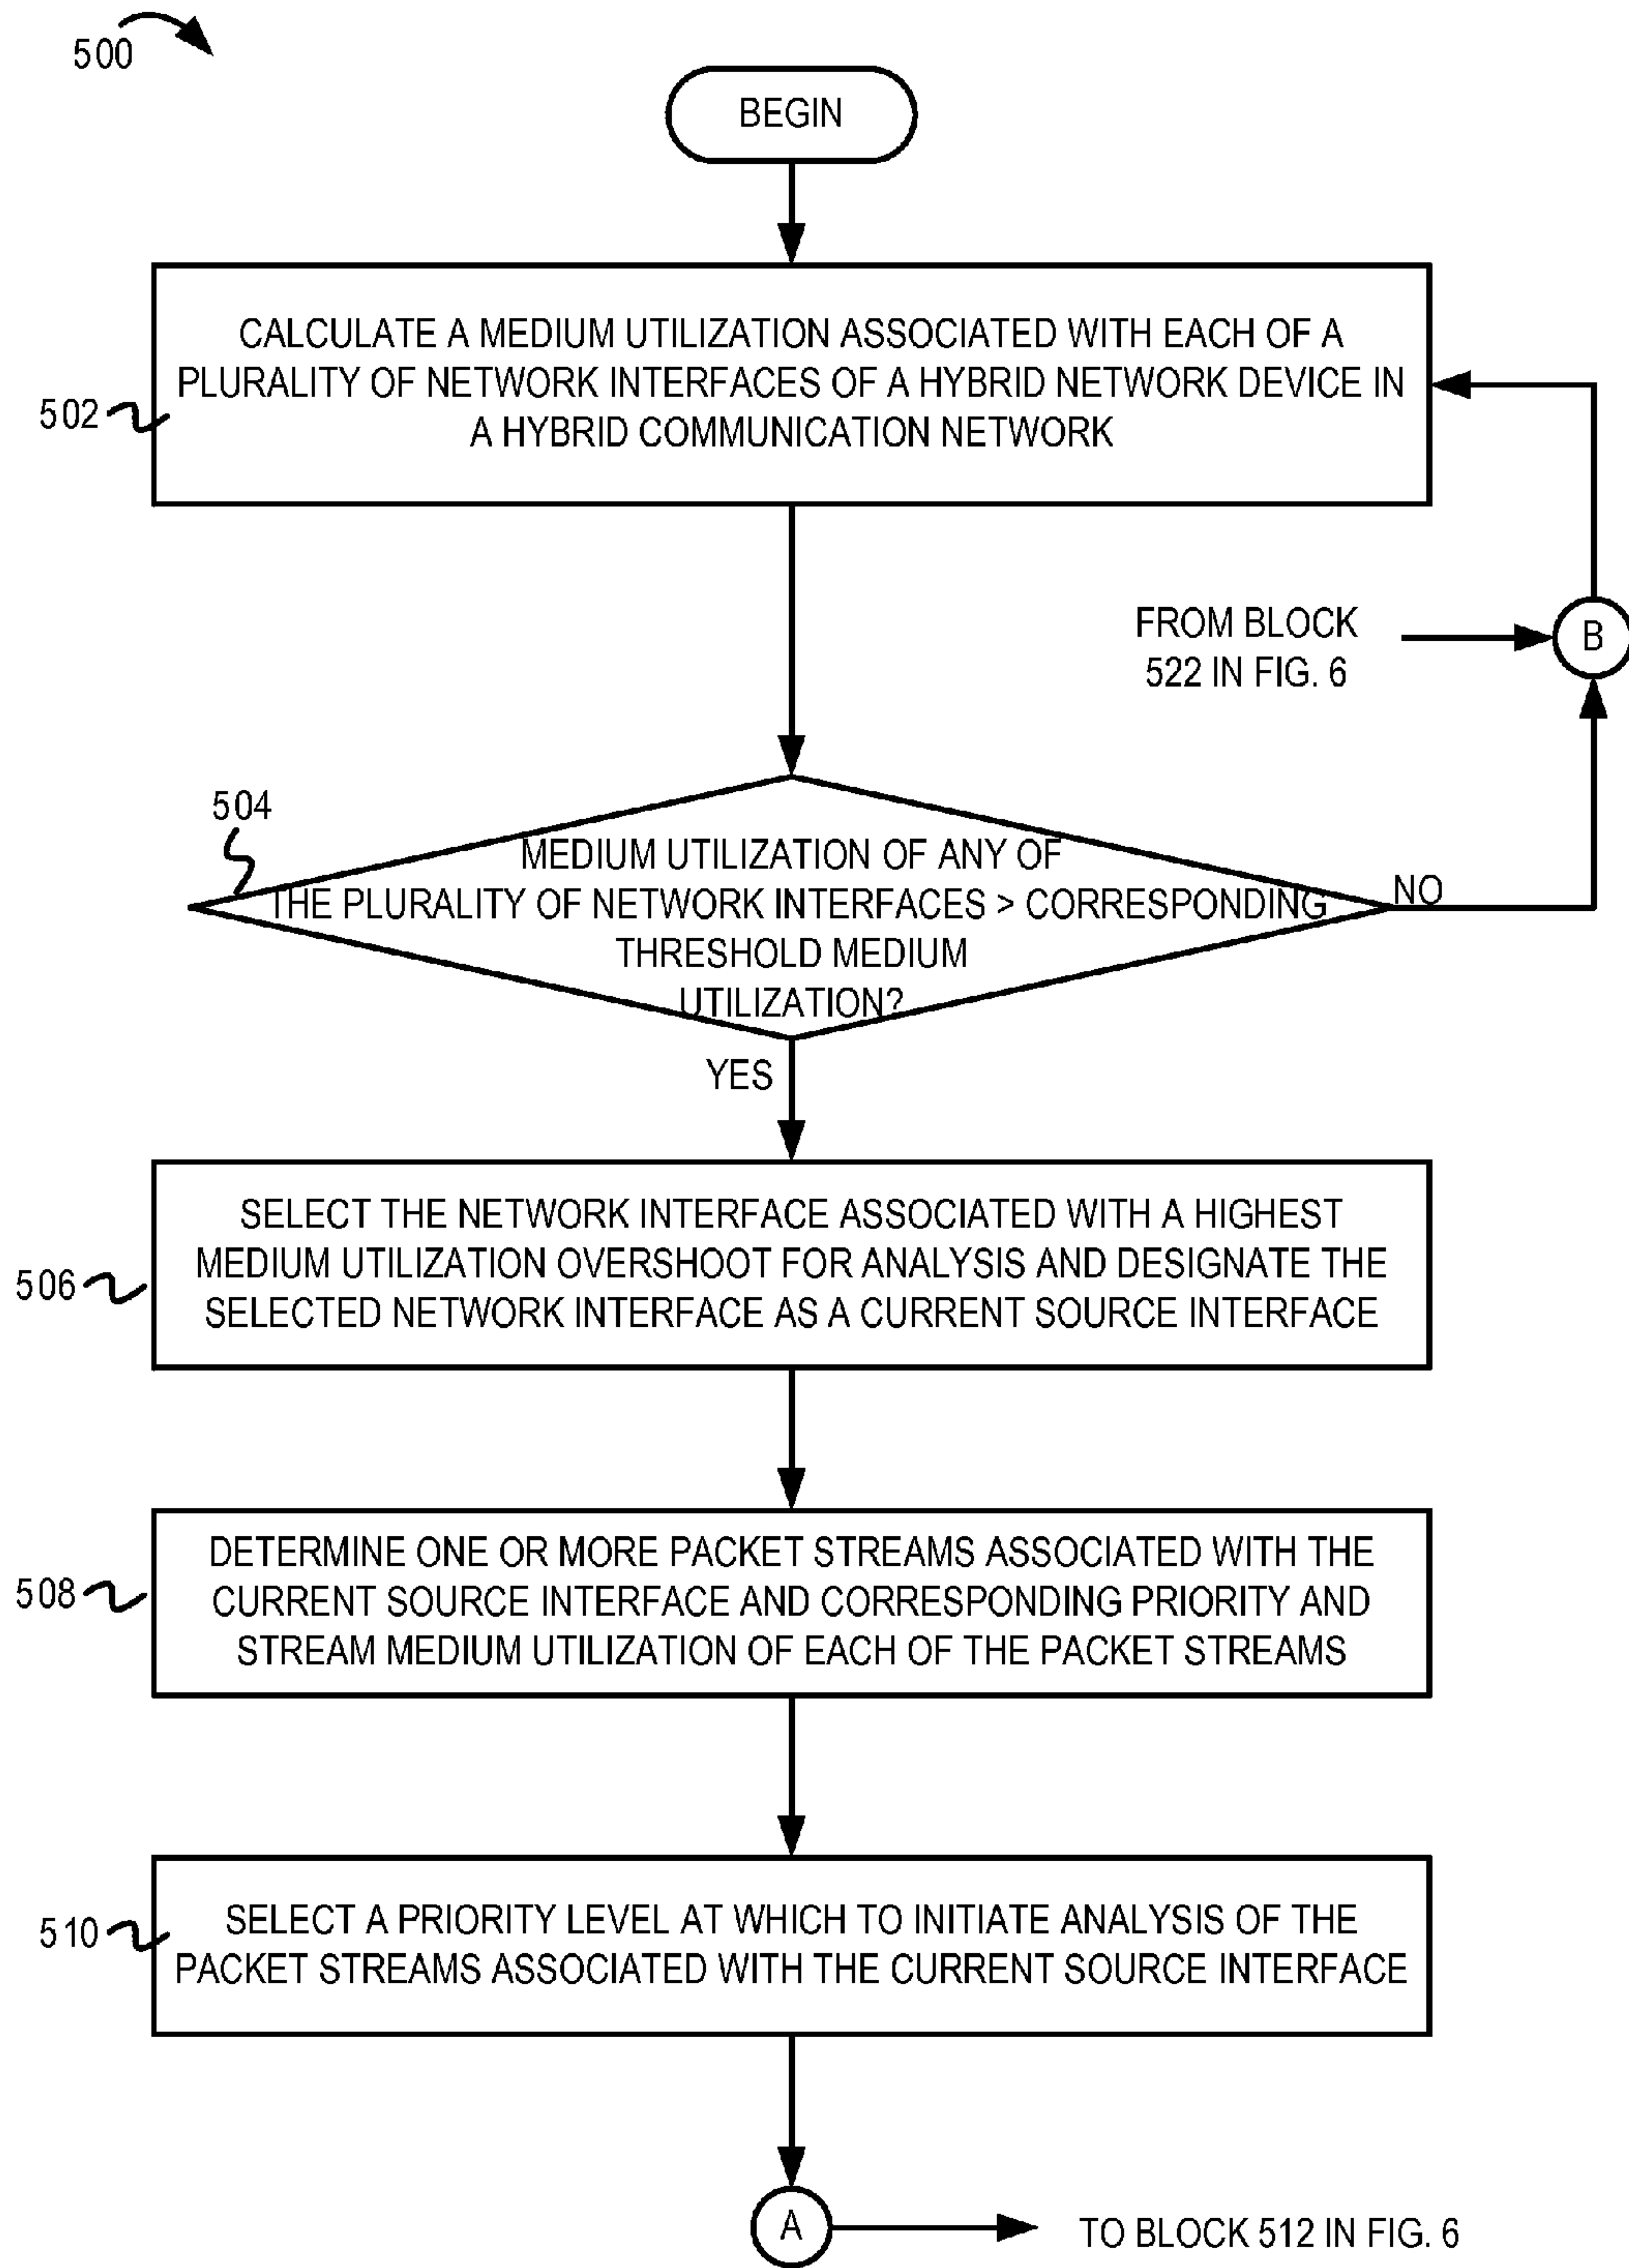 500
BEGIN
CALCULATE A MEDIUM UTILIZATION ASSOCIATED WITH EACH OF A
PLURALITY OF NETWORK INTERFACES OF A HYBRID NETWORK DEVICE IN
A HYBRID COMMUNICATION NETWORK
502
FROM BLOCK
522 IN FIG. 6
B
504
MEDIUM UTILIZATION OF ANY OF
THE PLURALITY OF NETWORK INTERFACES > CORRESPONDING
THRESHOLD MEDIUM
UTILIZATION?
NO
YES
SELECT THE NETWORK INTERFACE ASSOCIATED WITH A HIGHEST
MEDIUM UTILIZATION OVERSHOOT FOR ANALYSIS AND DESIGNATE THE
SELECTED NETWORK INTERFACE AS A CURRENT SOURCE INTERFACE
506
DETERMINE ONE OR MORE PACKET STREAMS ASSOCIATED WITH THE
CURRENT SOURCE INTERFACE AND CORRESPONDING PRIORITY AND
STREAM MEDIUM UTILIZATION OF EACH OF THE PACKET STREAMS
508
SELECT A PRIORITY LEVEL AT WHICH TO INITIATE ANALYSIS OF THE
PACKET STREAMS ASSOCIATED WITH THE CURRENT SOURCE INTERFACE
510
A
TO BLOCK 512 IN FIG. 6